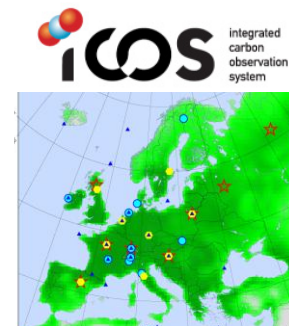 icos
integrated
carbon
observation
system